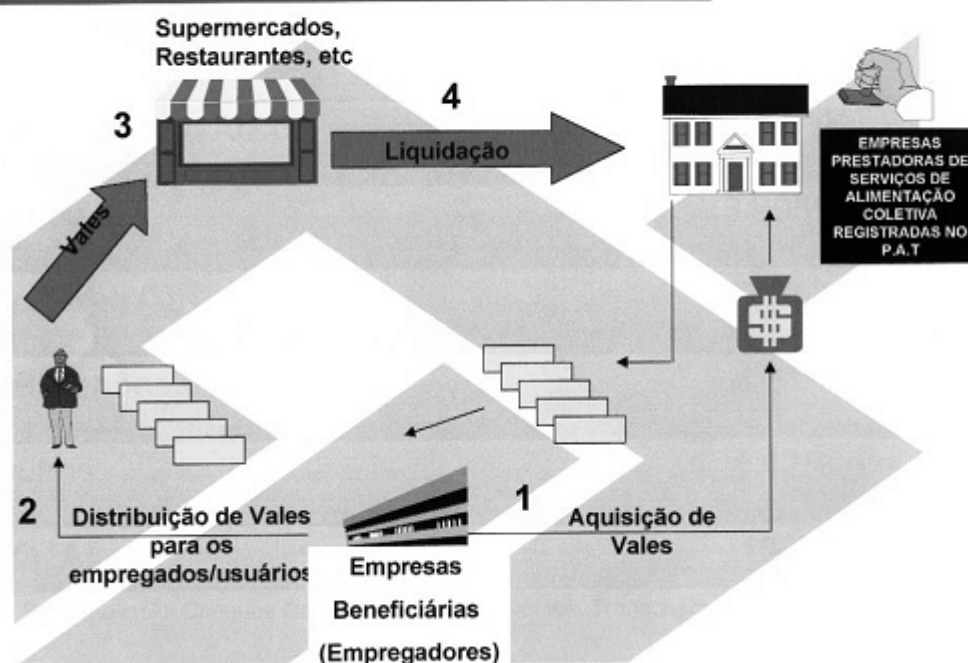 Supermercados,
Restaurantes, etc
3
4
Liquidação
EMPRESAS
PRESTADORAS DE
SERVIÇOS DE
ALIMENTAÇÃO
COLETIVA
REGISTRADAS NO
P.A.T
Vales
$
2
Distribuição de Vales
para os
empregados/usuários
1
Aquisição de
Vales
Empresas
Beneficiárias
(Empregadores)